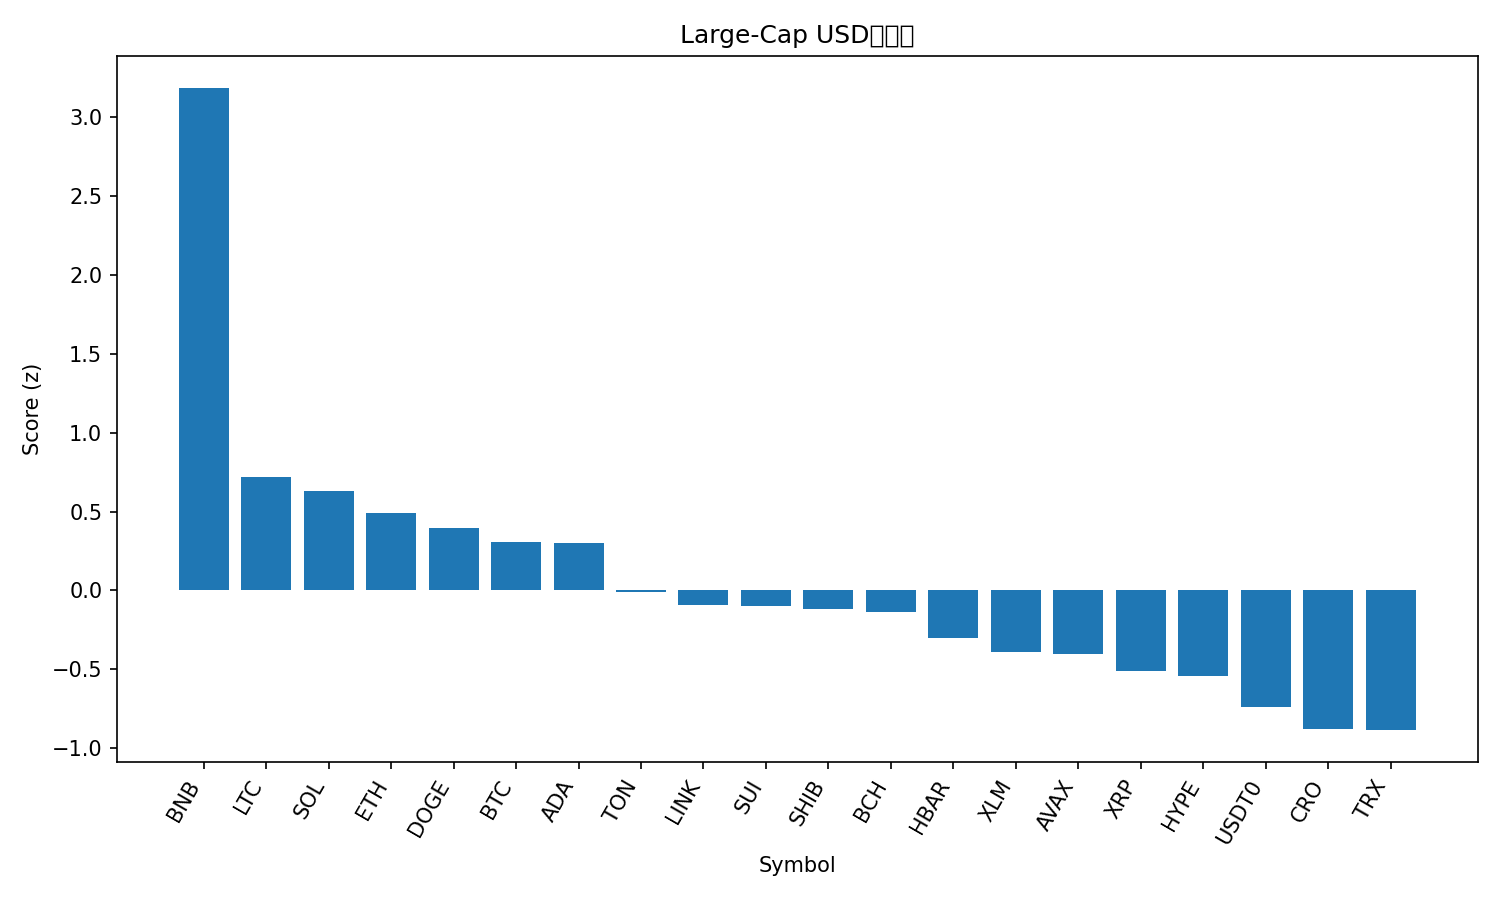 Large-Cap USD
Score (z)
3.0
2.5
2.0
1.5
1.0
0.5
0.0
−0.5
−1.0
BNB
LTC
SOL
ETH
DOGE
BTC
ADA
TON
LINK
SUI
SHIB
BCH
HBAR
XLM
AVAX
XRP
HYPE
USDT0
CRO
TRX
Symbol